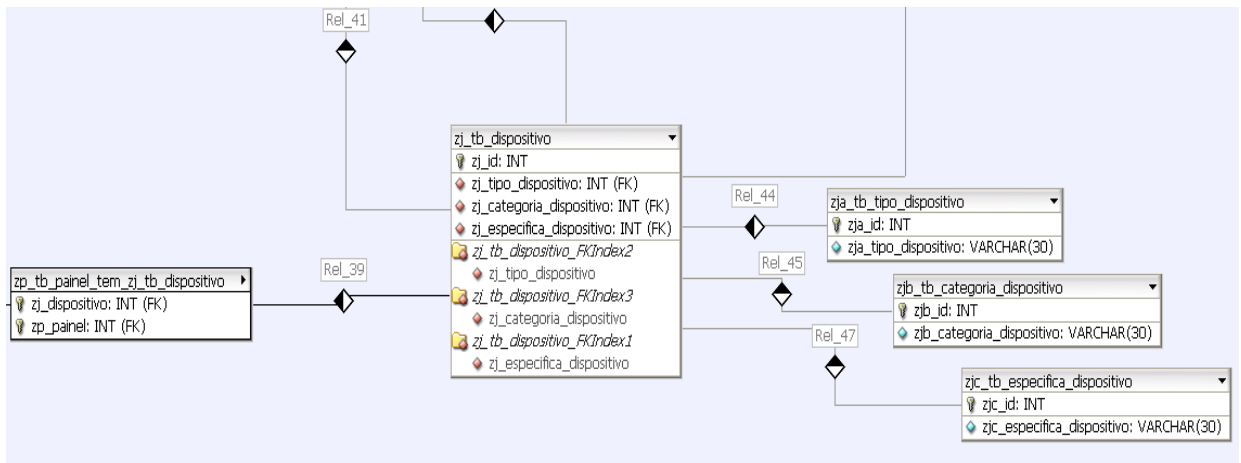 Rel_41
zj_tb_dispositivo
zj_id: INT
zj_tipo_dispositivo: INT (FK)
zj_categoria_dispositivo: INT (FK)
zj_especifica_dispositivo: INT (FK)
zj_tb_dispositivo_FKIndex2
zj_tipo_dispositivo
zj_tb_dispositivo_FKIndex3
zj_categoria_dispositivo
zj_tb_dispositivo_FKIndex1
zj_especifica_dispositivo
Rel_44
zja_tb_tipo_dispositivo
zja_id: INT
zja_tipo_dispositivo: VARCHAR(30)
Rel_39
zp_tb_painel_tem_zj_tb_dispositivo
zj_dispositivo: INT (FK)
zp_painel: INT (FK)
Rel_45
zjb_tb_categoria_dispositivo
zjb_id: INT
zjb_categoria_dispositivo: VARCHAR(30)
Rel_47
zjc_tb_especifica_dispositivo
zjc_id: INT
zjc_especifica_dispositivo: VARCHAR(30)